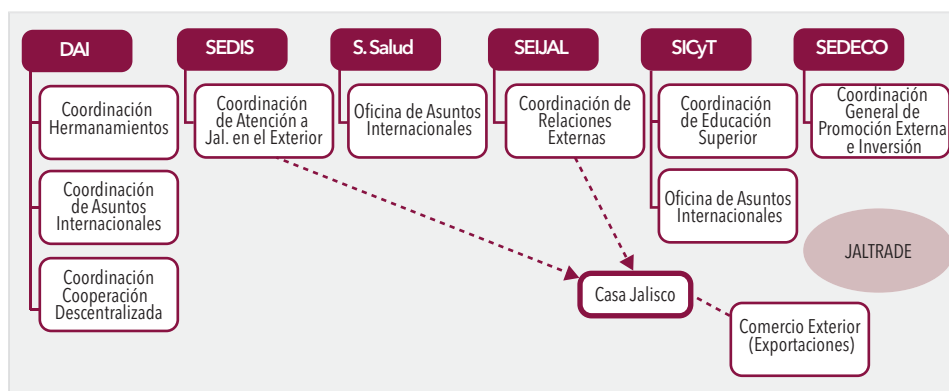 DAI
SEDIS
S. Salud
SEIJAL
SICyT
SEDECO
Coordinación
Hermanamientos
Coordinación
de Atención a
Jal. en el Exterior
Oficina de Asuntos
Internacionales
Coordinación de
Relaciones
Externas
Coordinación
de Educación
Superior
Coordinación
General de
Promoción Externa
e Inversión
Coordinación
de Asuntos
Internacionales
Oficina de Asuntos
Internacionales
Coordinación
Cooperación
Descentralizada
JALTRADE
Casa Jalisco
Comercio Exterior
(Exportaciones)